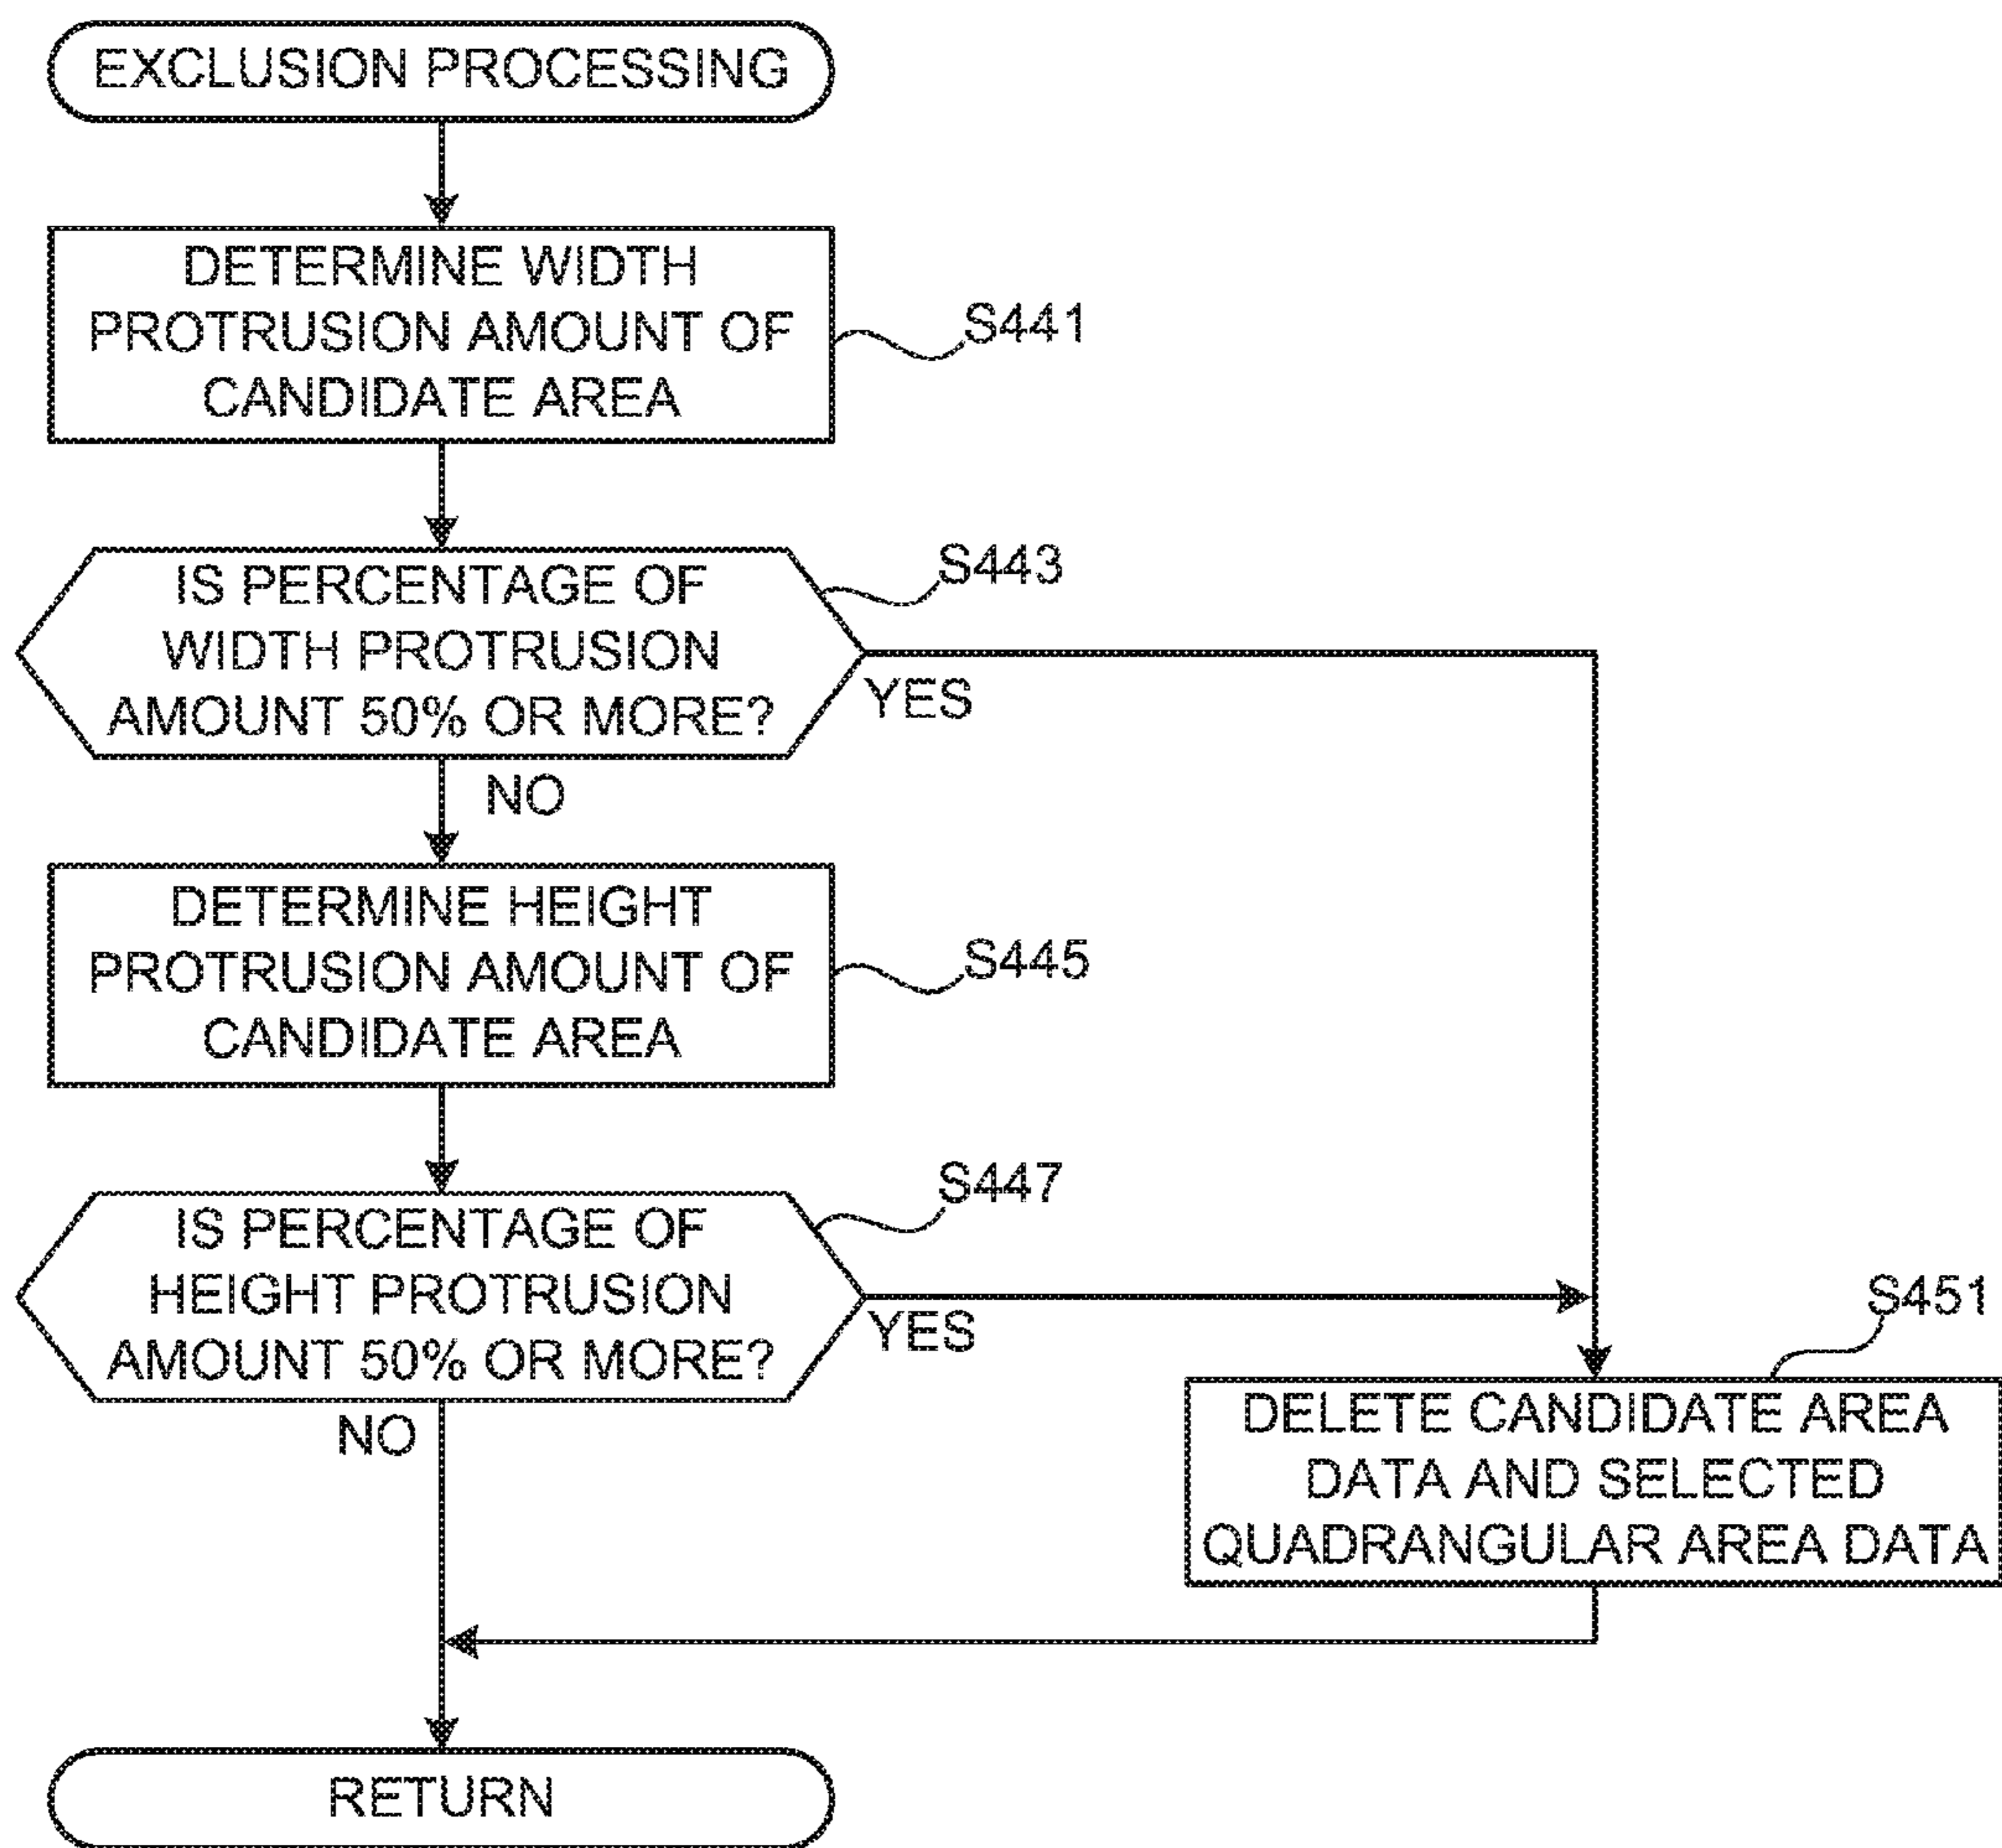 EXCLUSION PROCESSING
DETERMINE WIDTH
PROTRUSION AMOUNT OF
CANDIDATE AREA
S441
IS PERCENTAGE OF
WIDTH PROTRUSION
AMOUNT 50% OR MORE?
S443
YES
NO
DETERMINE HEIGHT
PROTRUSION AMOUNT OF
CANDIDATE AREA
S445
IS PERCENTAGE OF
HEIGHT PROTRUSION
AMOUNT 50% OR MORE?
S447
YES
NO
S451
DELETE CANDIDATE AREA
DATA AND SELECTED
QUADRANGULAR AREA DATA
RETURN